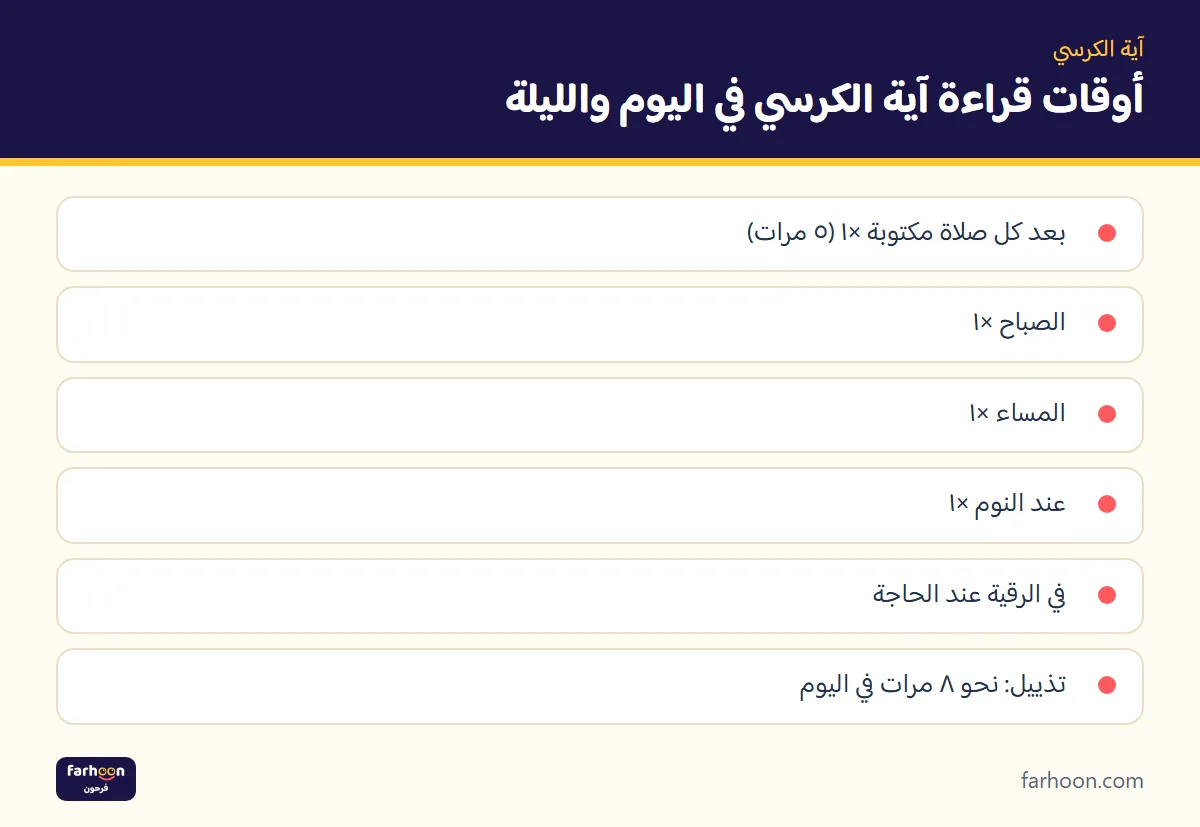 آية الكرسي
أوقات قراءة آية الكرسي في اليوم والليلة
بعد كل صلاة مكتوبة ×١ (٥ مرات)
الصباح ×١
المساء ×١
عند النوم ×١
في الرقية عند الحاجة
تذييل: نحو ٨ مرات في اليوم
farhoon.com
farhoon
فرحون